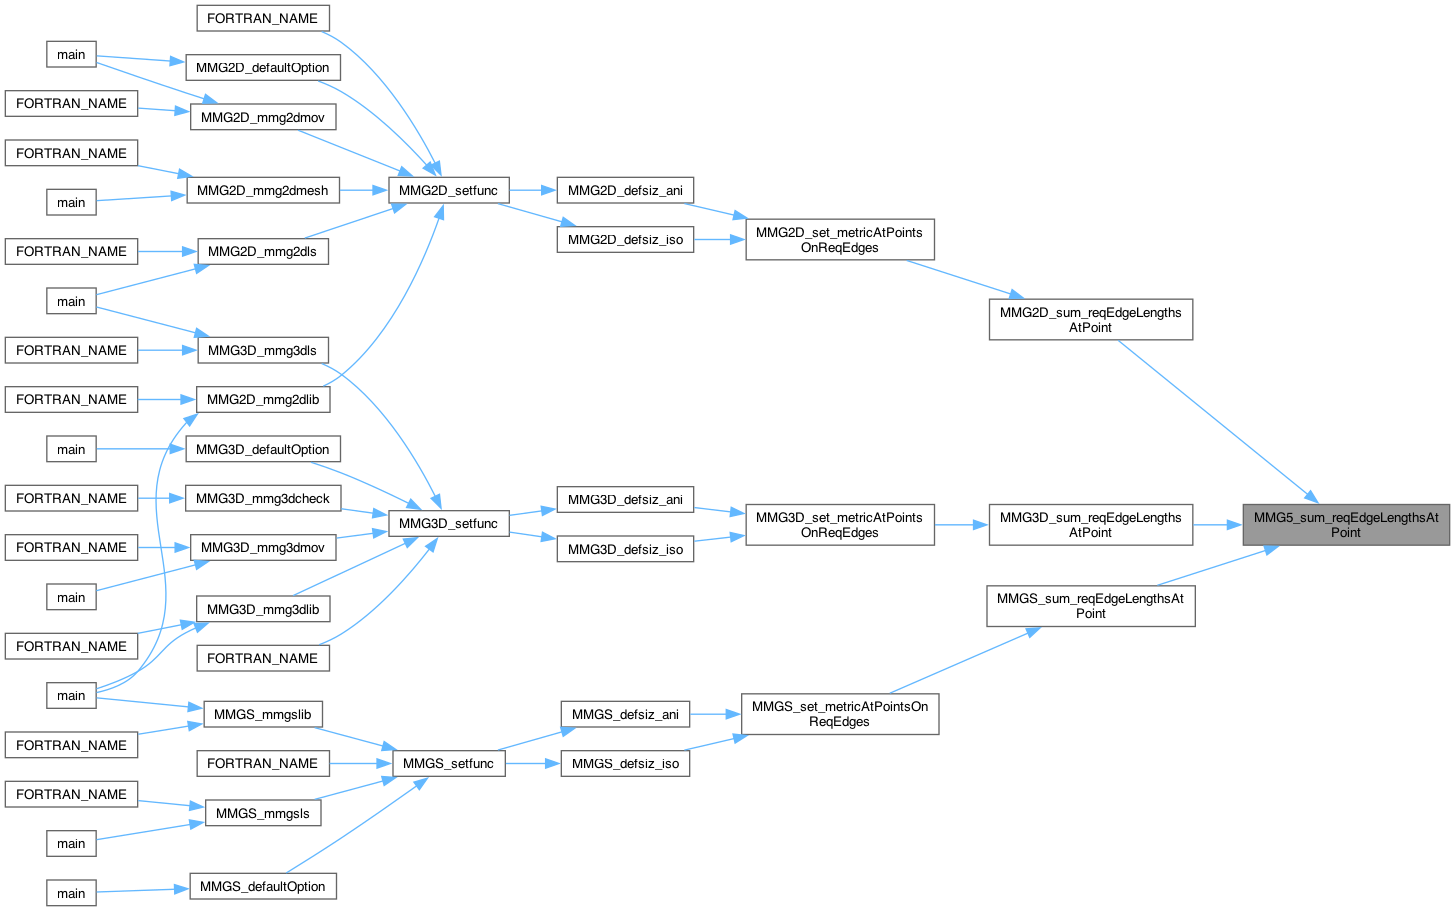 FORTRAN_NAME
main
MMG2D_defaultOption
FORTRAN_NAME
MMG2D_mmg2dmov
FORTRAN_NAME
main
MMG2D_mmg2dmesh
MMG2D_setfunc
MMG2D_defsiz_ani
MMG2D_defsiz_iso
MMG2D_set_metricAtPoints
OnReqEdges
FORTRAN_NAME
MMG2D_mmg2dls
main
MMG2D_sum_reqEdgeLengths
AtPoint
FORTRAN_NAME
MMG3D_mmg3dls
FORTRAN_NAME
MMG2D_mmg2dlib
main
MMG3D_defaultOption
FORTRAN_NAME
MMG3D_mmg3dcheck
MMG3D_setfunc
MMG3D_defsiz_ani
MMG3D_defsiz_iso
MMG3D_set_metricAtPoints
OnReqEdges
MMG3D_sum_reqEdgeLengths
AtPoint
MMG5_sum_reqEdgeLengthsAt
Point
FORTRAN_NAME
MMG3D_mmg3dmov
main
MMG3D_mmg3dlib
MMGS_sum_reqEdgeLengthsAt
Point
FORTRAN_NAME
FORTRAN_NAME
main
MMGS_mmgslib
MMGS_defsiz_ani
MMGS_set_metricAtPointsOn
ReqEdges
FORTRAN_NAME
FORTRAN_NAME
MMGS_setfunc
MMGS_defsiz_iso
FORTRAN_NAME
MMGS_mmgsls
main
main
MMGS_defaultOption